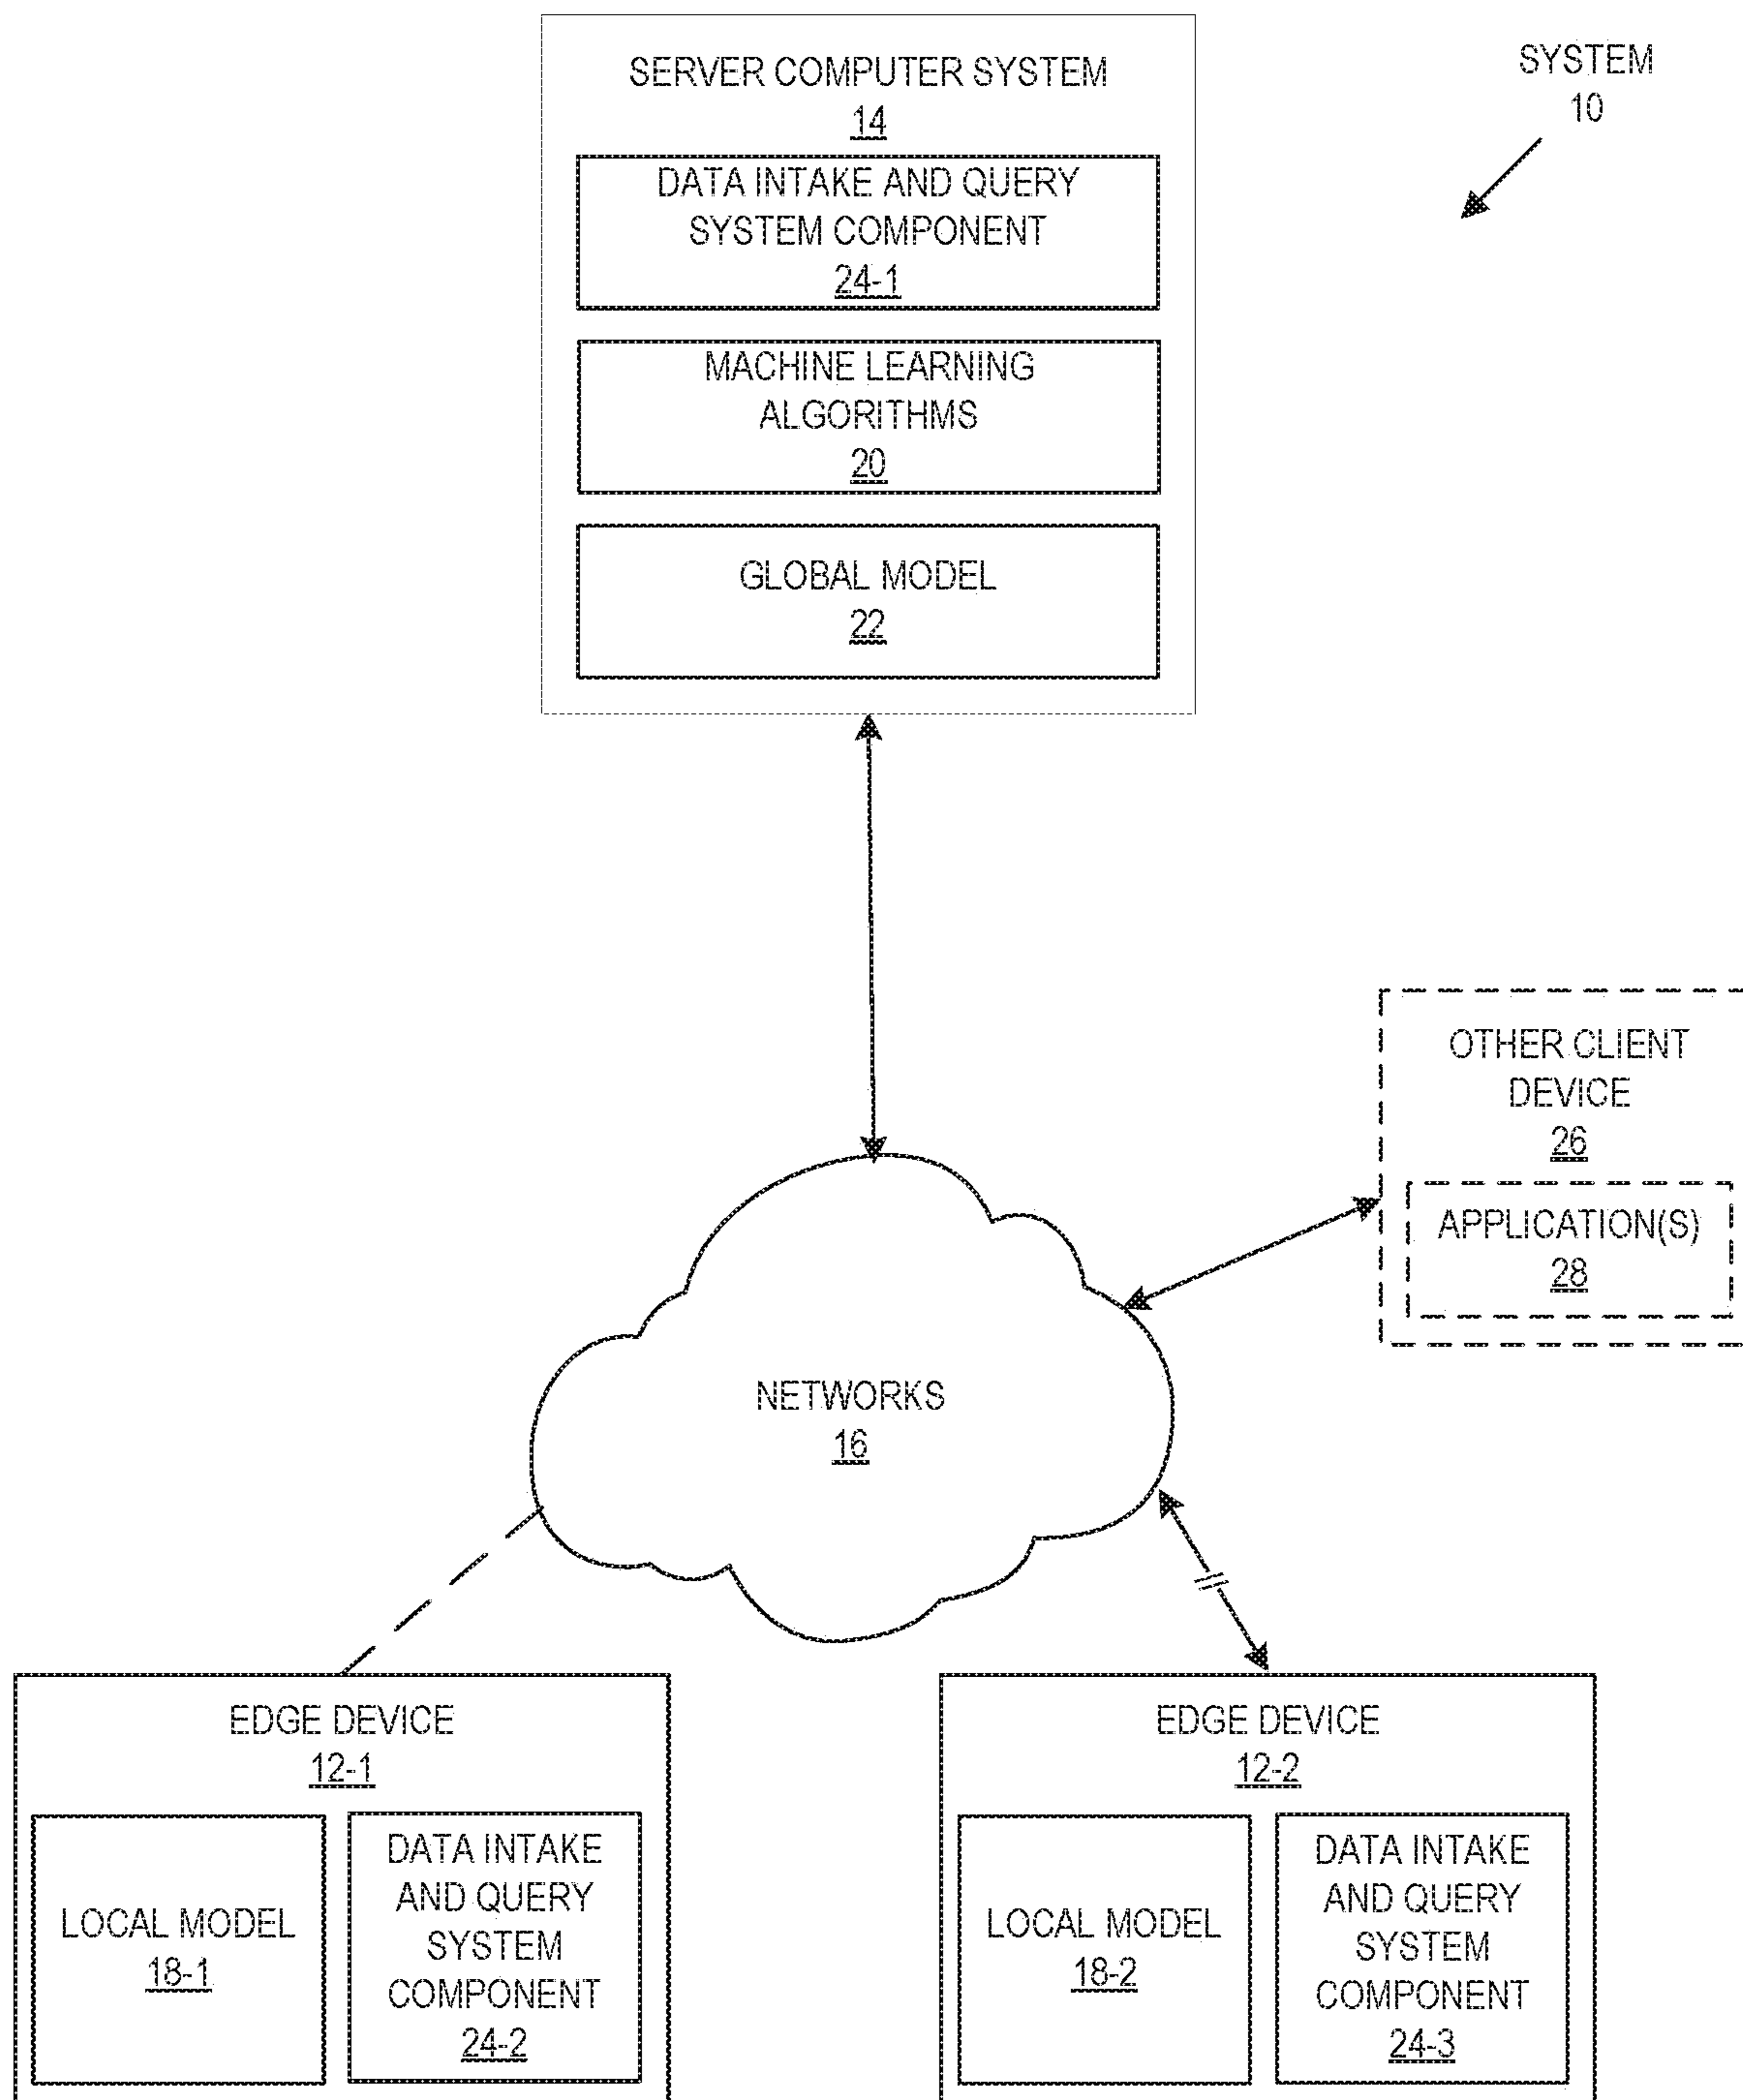 SERVER COMPUTER SYSTEM
14
SYSTEM
10
DATA INTAKE AND QUERY
SYSTEM COMPONENT
24-1
MACHINE LEARNING
ALGORITHMS
20
GLOBAL MODEL
22
OTHER CLIENT
DEVICE
26
APPLICATION(S)
28
NETWORKS
16
EDGE DEVICE
12-1
LOCAL MODEL
18-1
DATA INTAKE
AND QUERY
SYSTEM
COMPONENT
24-2
EDGE DEVICE
12-2
LOCAL MODEL
18-2
DATA INTAKE
AND QUERY
SYSTEM
COMPONENT
24-3